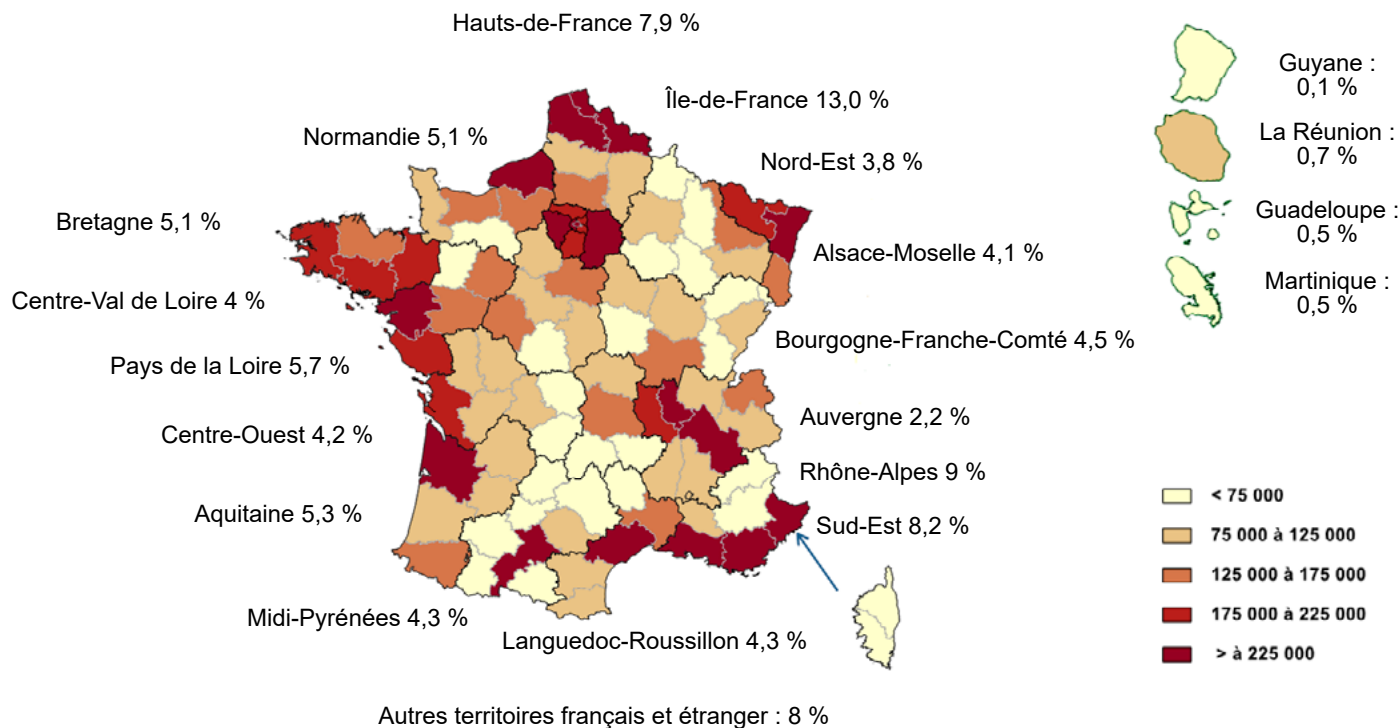 Hauts-de-France 7,9 %
Île-de-France 13,0 %
Normandie 5,1 %
Nord-Est 3,8 %
Bretagne 5,1 %
Alsace-Moselle 4,1 %
Centre-Val de Loire 4 %
Bourgogne-Franche-Comté 4,5 %
Pays de la Loire 5,7 %
Auvergne 2,2 %
Centre-Ouest 4,2 %
Rhône-Alpes 9 %
Aquitaine 5,3 %
Sud-Est 8,2 %
Midi-Pyrénées 4,3 %
Languedoc-Roussillon 4,3 %
Autres territoires français et étranger : 8 %
Guyane :
0,1 %
La Réunion :
0,7 %
Guadeloupe :
0,5 %
Martinique :
0,5 %
< 75 000
75 000 à 125 000
125 000 à 175 000
175 000 à 225 000
> à 225 000